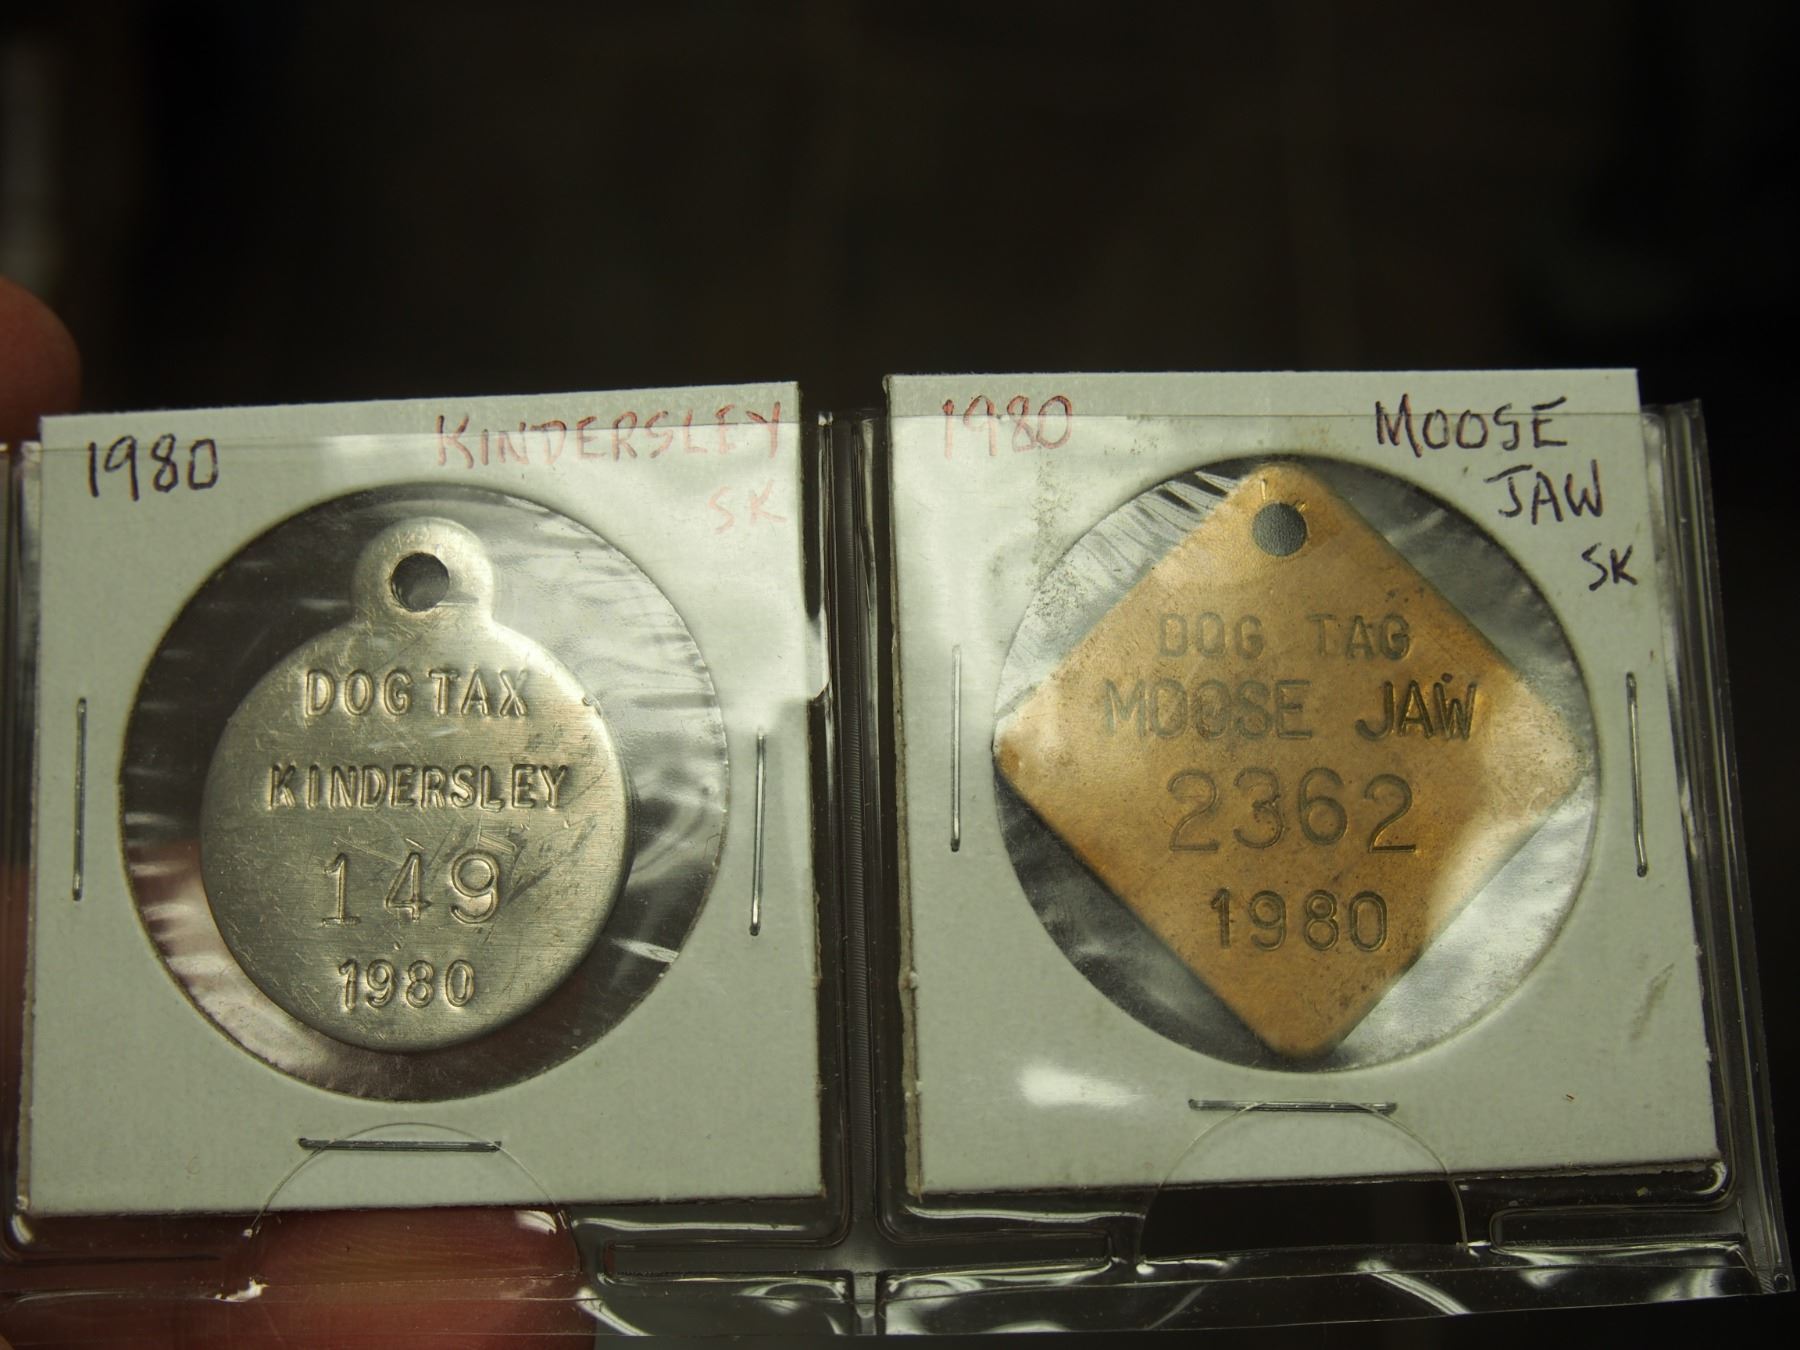 1980 KINDERSLEY
SK
DOG TAX
KINDERSLEY
149
1980
1980 MOOSE
JAW
SK
DOG TAG
MOOSE JAW
2362
1980